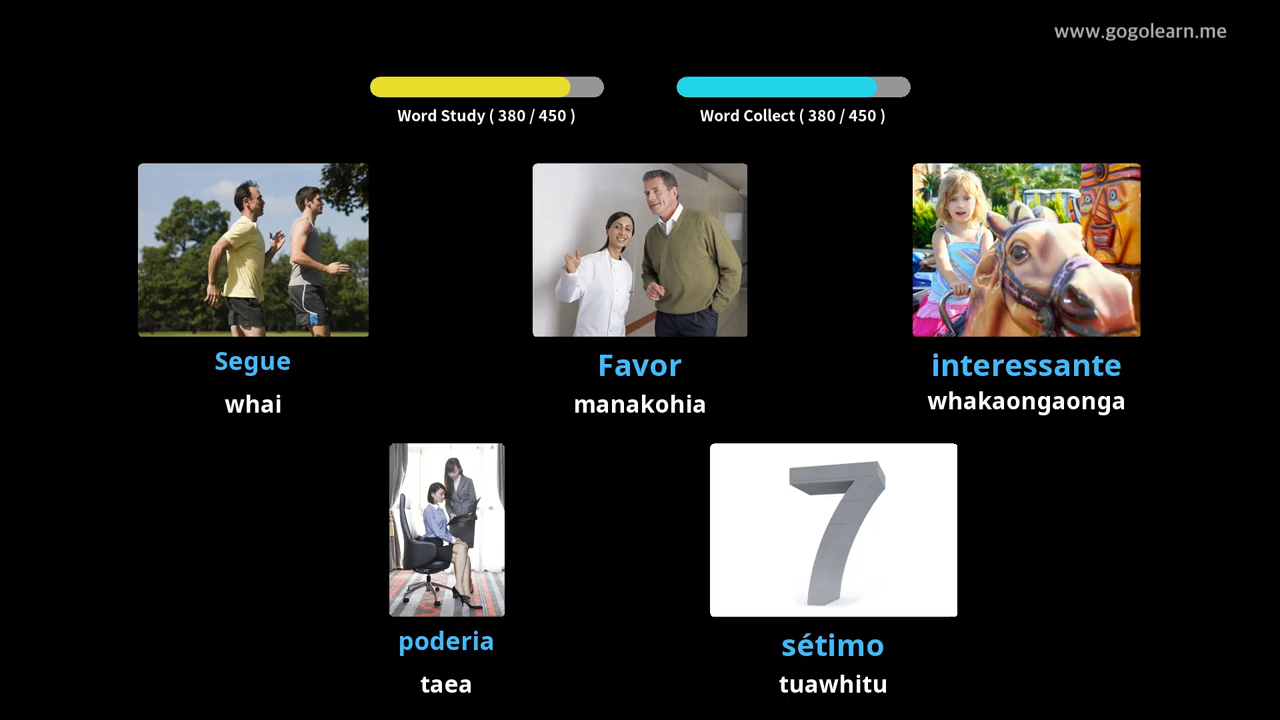 www.gogolearn.me
Word Study ( 380 / 450 )
Word Collect ( 380 / 450 )
Segue
whai
Favor
manakohia
interessante
whakaongaonga
poderia
taea
7
sétimo
tuawhitu